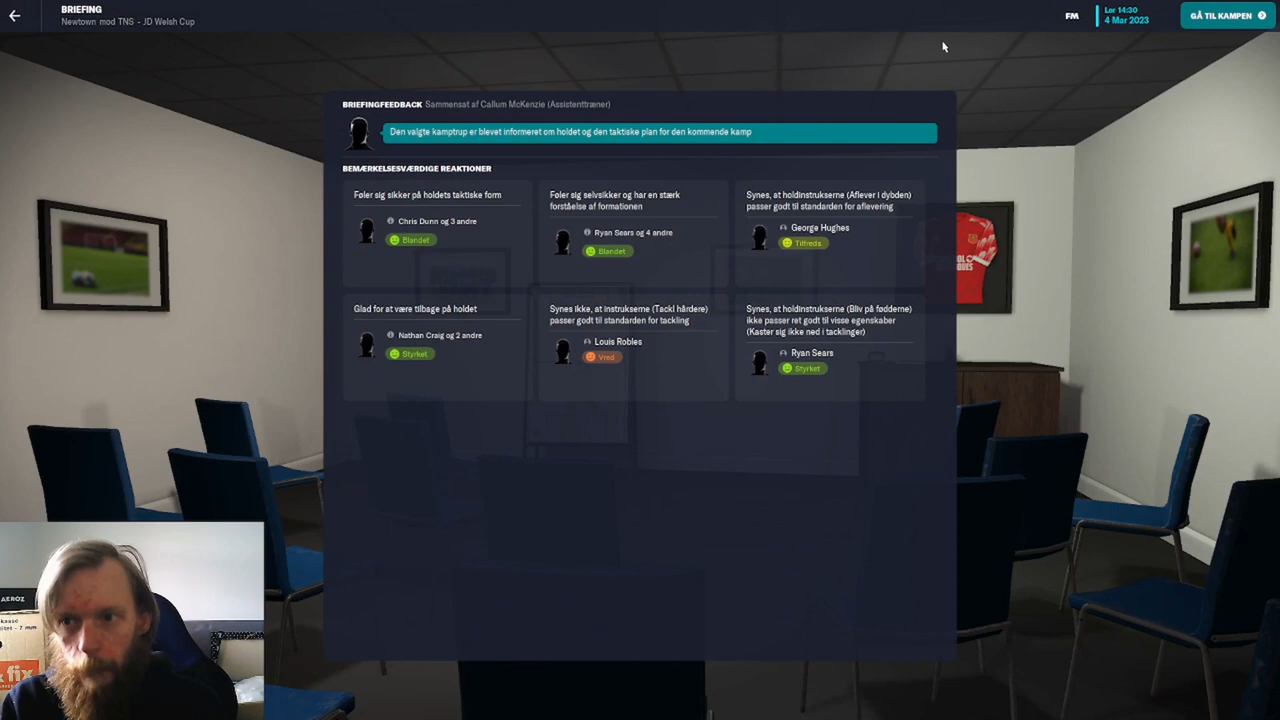 BRIEFING
Newtown mod TNS - JD Welsh Cup
FM
Lør 14:30
4 Mar 2023
GÅ TIL KAMPEN
BRIEFINGFEEDBACK Sammensat af Callum McKenzie (Assistenttræner)
Den valgte kamptrup er blevet informeret om holdet og den taktiske plan for den kommende kamp
BEMÆRKELSESVÆRDIGE REAKTIONER
Føler sig sikker på holdets taktiske form
Chris Dunn og 3 andre
Blandet
Føler sig selvsikker og har en stærk
forståelse af formationen
Ryan Sears og 4 andre
Blandet
Synes, at holdinstrukserne (Aflever i dybden)
passer godt til standarden for aflevering
George Hughes
Tilfreds
Glad for at være tilbage på holdet
Nathan Craig og 2 andre
Styrket
Synes ikke, at instrukserne (Tackl hårdere)
passer godt til standarden for tackling
Louis Robles
Vred
Synes, at holdinstrukserne (Bliv på fødderne)
ikke passer ret godt til visse egenskaber
(Kaster sig ikke ned i tacklinger)
Ryan Sears
Styrket
AEROZ